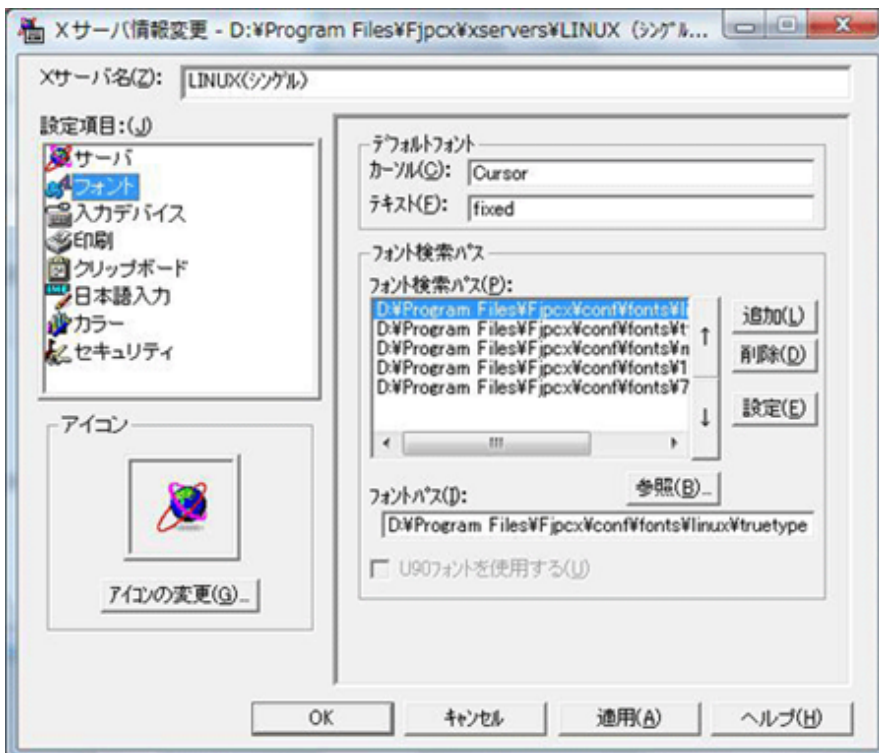 Xサーバ情報変更 - D:¥Program Files¥Fjpcx¥xservers¥LINUX (ｼﾝｸﾞﾙ...
Xサーバ名(Z):
LINUX(ｼﾝｸﾞﾙ)
設定項目:(J)
サーバ
フォント
入力デバイス
印刷
クリップボード
日本語入力
カラー
セキュリティ
アイコン
ｱｲｺﾝの変更(G)...
ﾃﾞﾌｫﾙﾄﾌｫﾝﾄ
ｶｰｿﾙ(C):
Cursor
ﾃｷｽﾄ(F):
fixed
ﾌｫﾝﾄ検索ﾊﾟｽ
ﾌｫﾝﾄ検索ﾊﾟｽ(P):
D:¥Program Files¥Fjpcx¥conf¥fonts¥li
D:¥Program Files¥Fjpcx¥conf¥fonts¥t
D:¥Program Files¥Fjpcx¥conf¥fonts¥m
D:¥Program Files¥Fjpcx¥conf¥fonts¥1
D:¥Program Files¥Fjpcx¥conf¥fonts¥7
↑
↓
追加(L)
削除(D)
設定(E)
ﾌｫﾝﾄﾊﾟｽ(I):
参照(B)...
D:¥Program Files¥Fjpcx¥conf¥fonts¥linux¥truetype
U90ﾌｫﾝﾄを使用する(U)
OK
ｷｬﾝｾﾙ
適用(A)
ヘルプ(H)